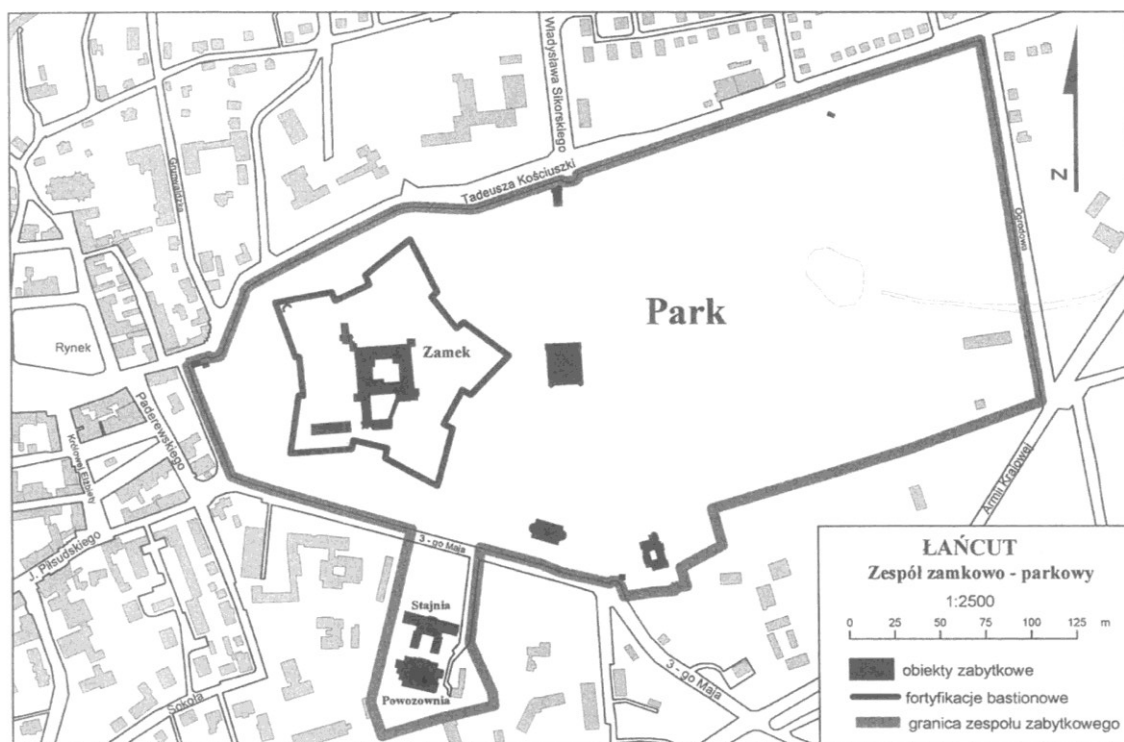 Władysława Sikorskiego
Grunwaldzka
Tadeusza Kościuszki
N
Ogrodowa
Park
Rynek
Zamek
Paderewskiego
Królowej Elżbiety
J. Piłsudskiego
Armii Krajowej
3 - go Maja
Stajnia
Powozownia
Sokoła
3 - go Maja
ŁAŃCUT
Zespół zamkowo - parkowy
1:2500
0 25 50 75 100 125 m
obiekty zabytkowe
fortyfikacje bastionowe
granica zespołu zabytkowego